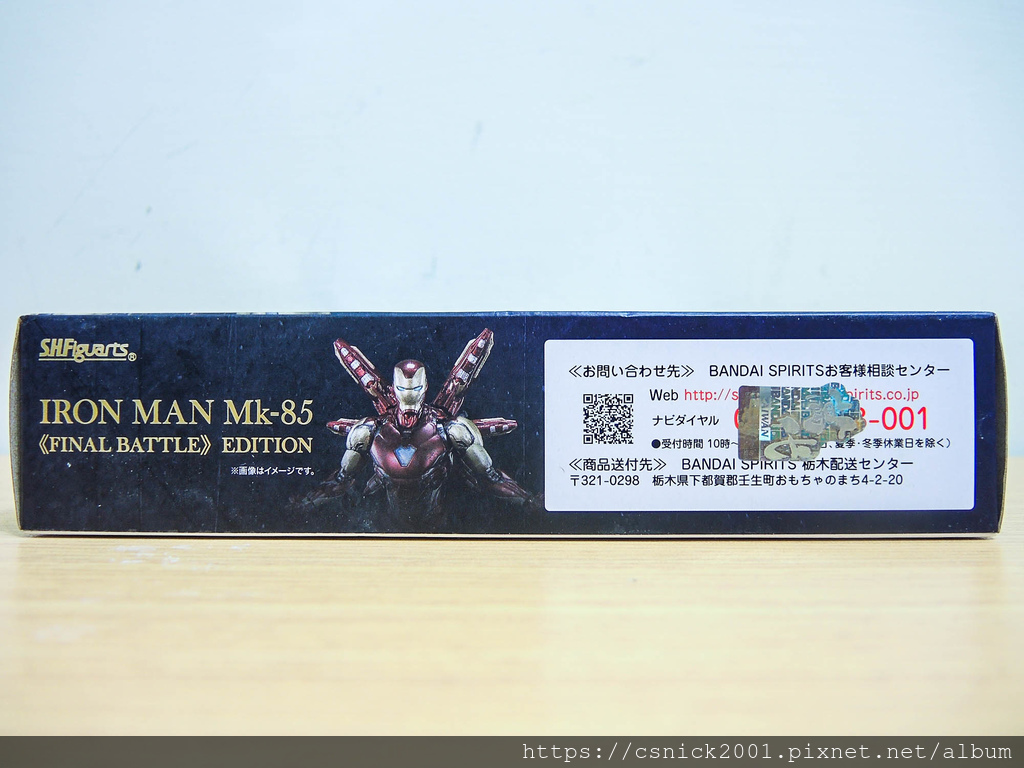 S.H.Figuarts®
IRON MAN Mk-85
《FINAL BATTLE》 EDITION
※画像はイメージです。
≪お問い合わせ先≫ BANDAI SPIRITSお客様相談センター
Web
ナビダイヤル -001
●受付時間 10時~ 夏季・冬季休業日を除く)
≪商品送付先≫ BANDAI SPIRITS 栃木配送センター
〒321-0298 栃木県下都賀郡壬生町おもちゃのまち4-2-20
https://csnick2001.pixnet.net/album